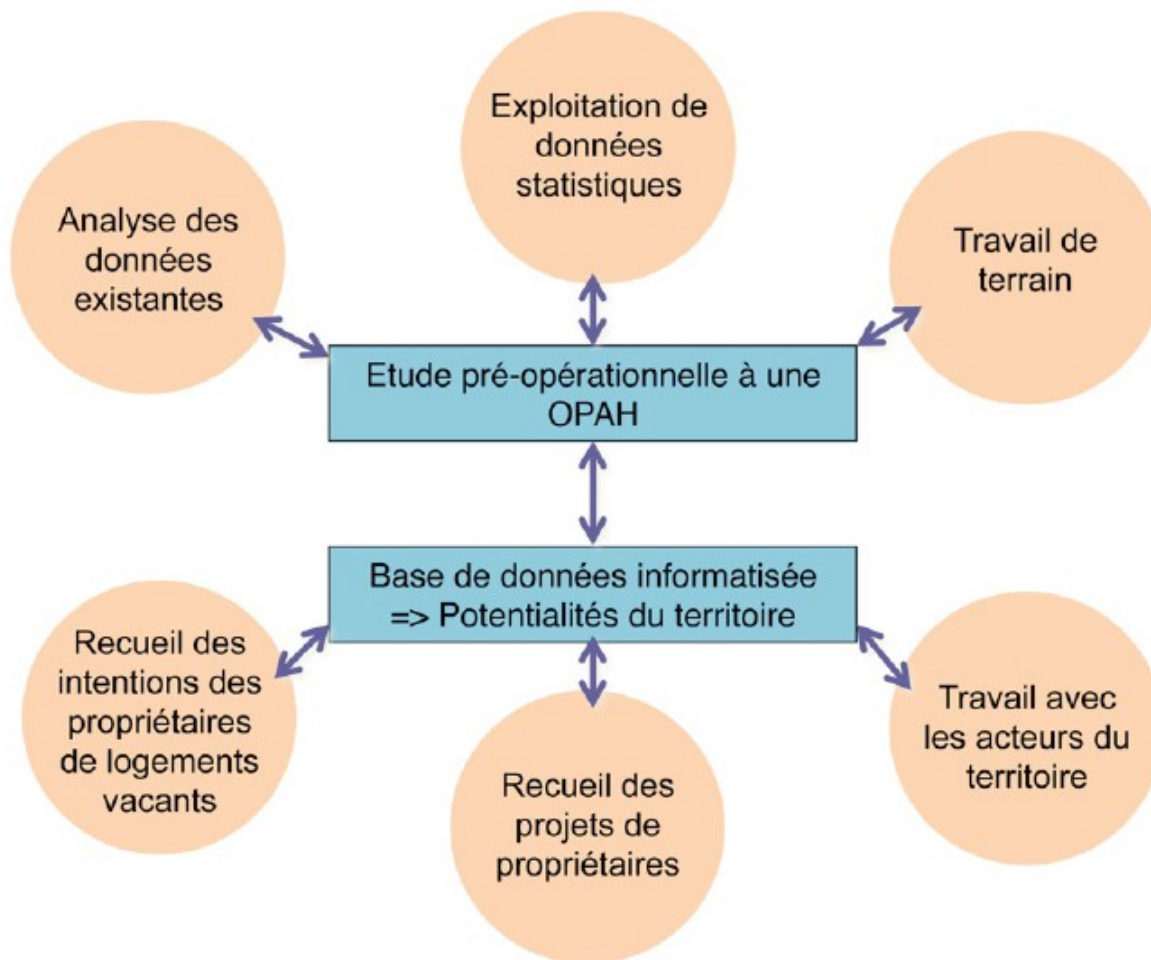 Exploitation de
données
statistiques
Analyse des
données
existantes
Travail de
terrain
Etude pré-opérationnelle à une
OPAH
Base de données informatisée
=> Potentialités du territoire
Recueil des
intentions des
propriétaires
de logements
vacants
Recueil des
projets de
propriétaires
Travail avec
les acteurs du
territoire